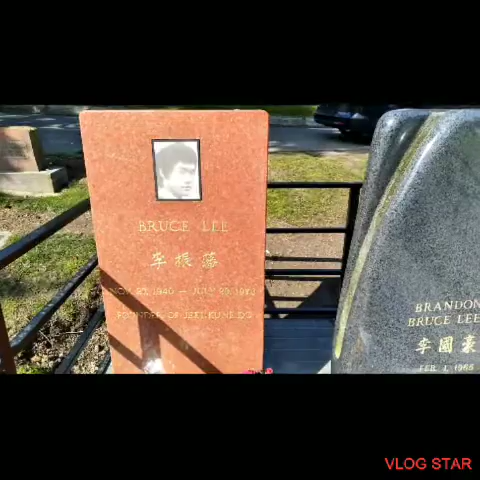 BRUCE LEE
李振藩
NOV. 27, 1940 — JULY 20, 1973
FOUNDER OF JEET KUNE DO
BRANDON
BRUCE LEE
李國豪
FEB. 1, 1965
VLOG STAR